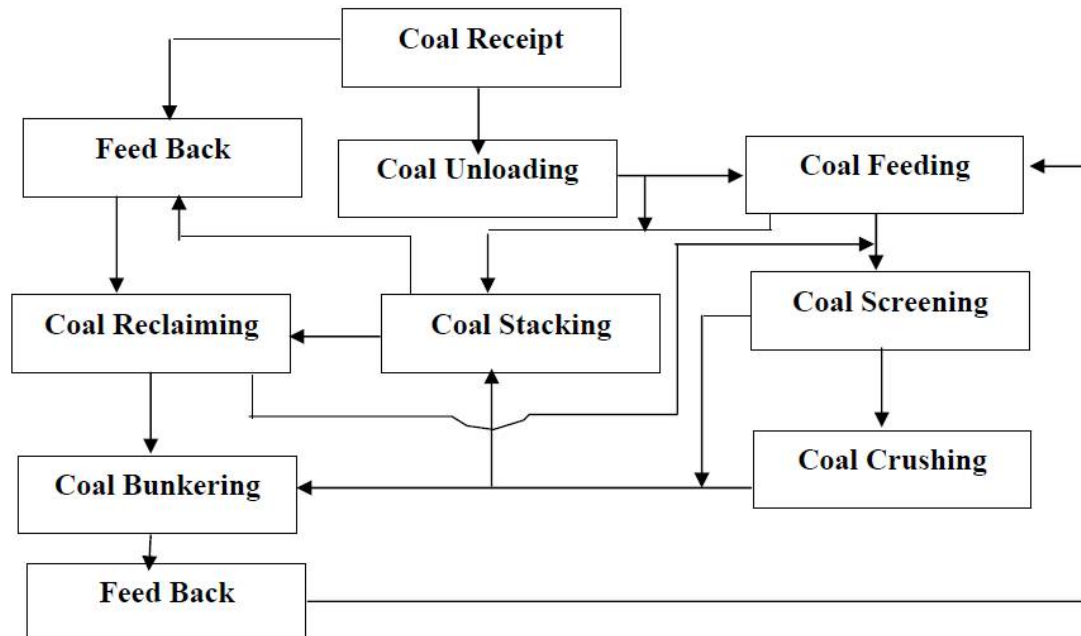 Coal Receipt
Feed Back
Coal Unloading
Coal Feeding
Coal Reclaiming
Coal Stacking
Coal Screening
Coal Bunkering
Coal Crushing
Feed Back